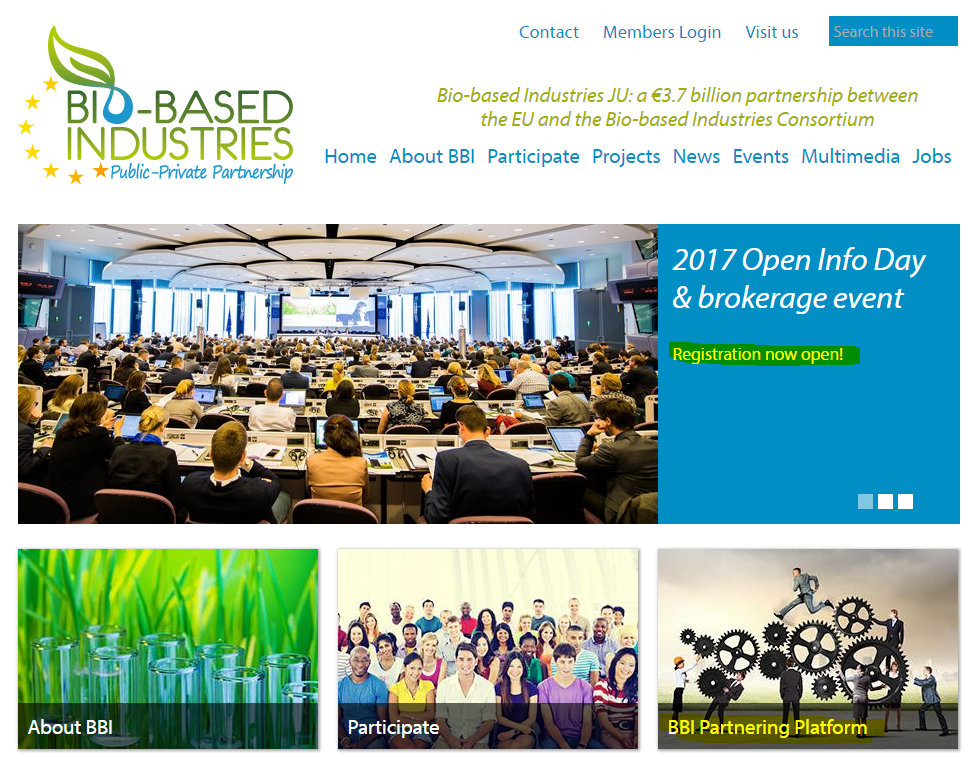 Contact Members Login Visit us Search this site
BIO-BASED
INDUSTRIES
Public-Private Partnership
Bio-based Industries JU: a €3.7 billion partnership between
the EU and the Bio-based Industries Consortium
Home About BBI Participate Projects News Events Multimedia Jobs
2017 Open Info Day
& brokerage event
Registration now open!
About BBI
Participate
BBI Partnering Platform